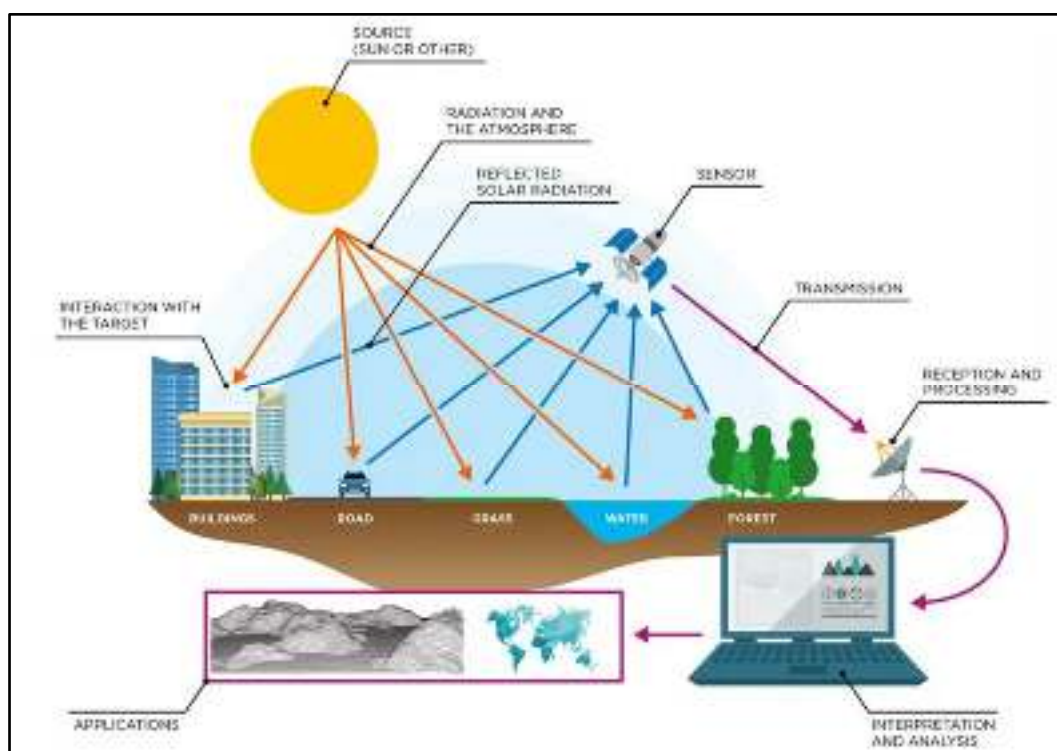 SOURCE
(SUN OR OTHER)
RADIATION AND
THE ATMOSPHERE
REFLECTED
SOLAR RADIATION
SENSOR
INTERACTION WITH
THE TARGET
TRANSMISSION
RECEPTION AND
PROCESSING
BUILDINGS
ROAD
GRASS
WATER
FOREST
APPLICATIONS
INTERPRETATION
AND ANALYSIS